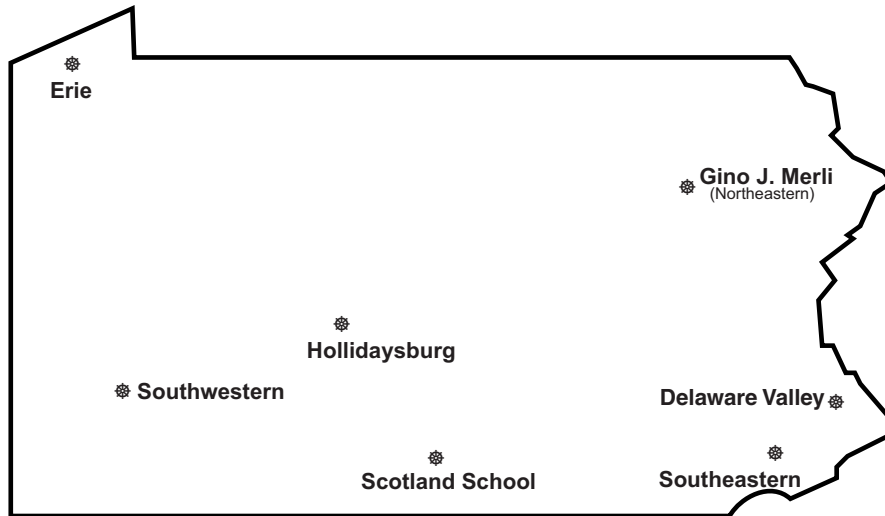 Erie
Gino J. Merli
(Northeastern)
Hollidaysburg
Southwestern
Delaware Valley
Scotland School
Southeastern